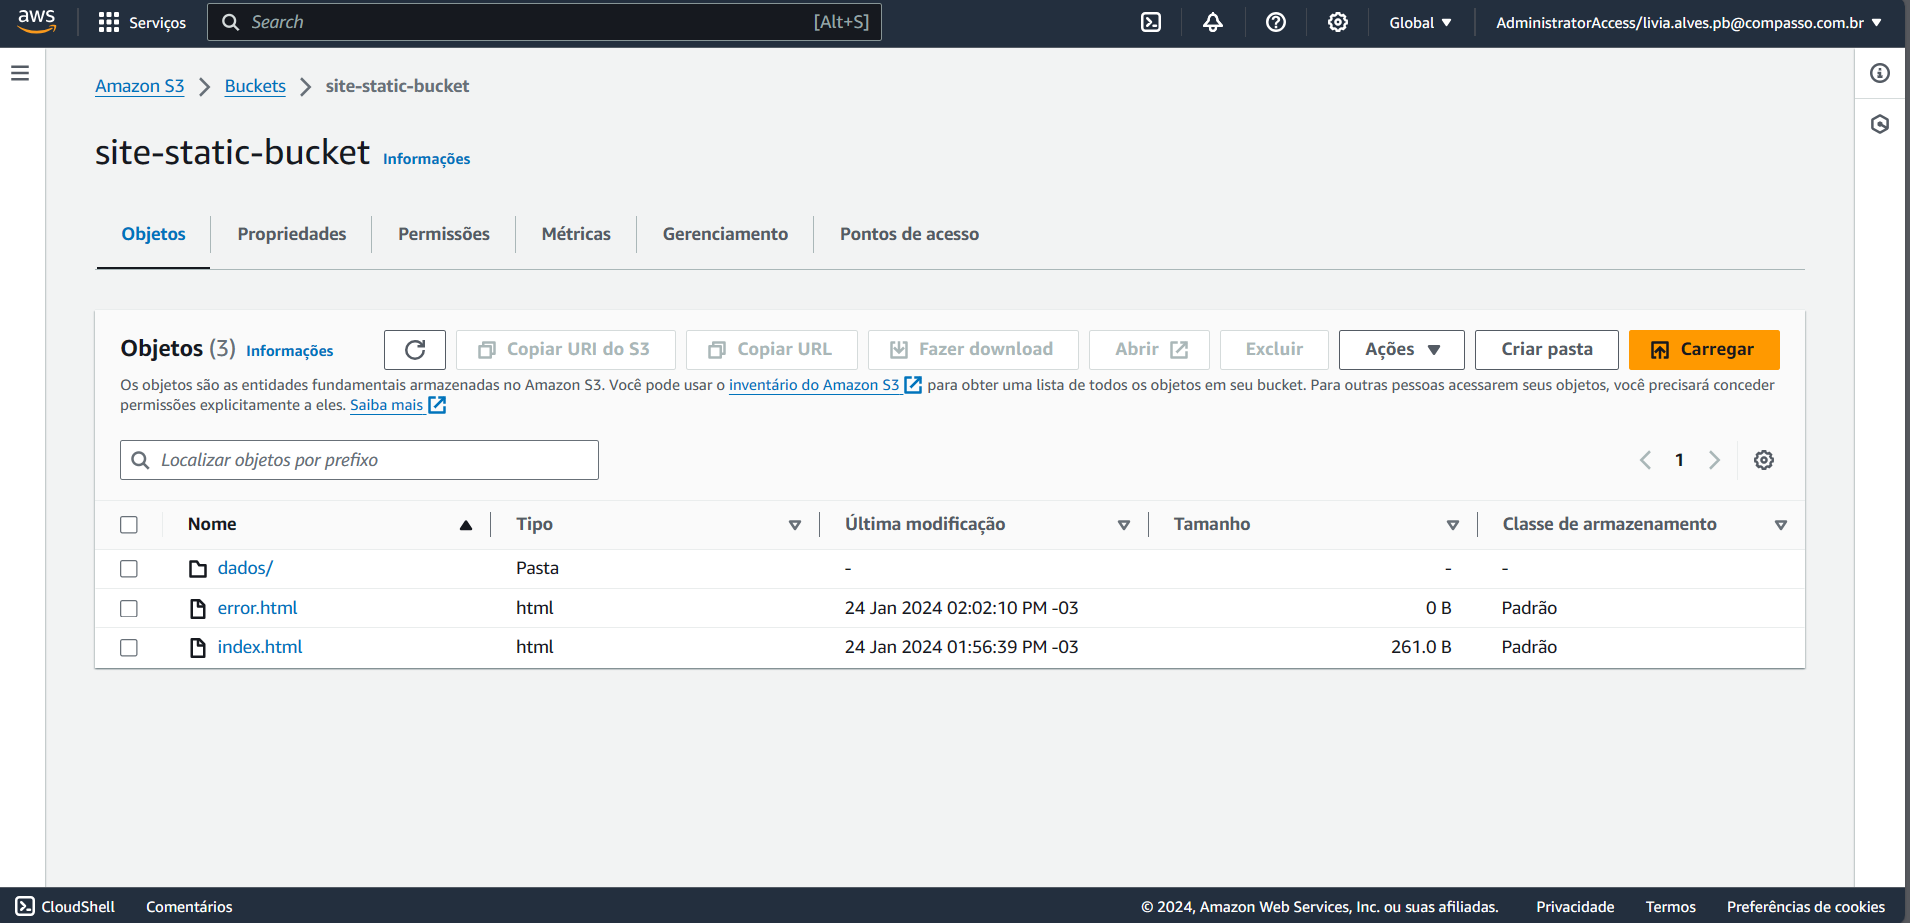 aws Serviços Search [Alt+S] Global AdministratorAccess/livia.alves.pb@compasso.com.br
Amazon S3 Buckets site-static-bucket
site-static-bucket Informações
Objetos Propriedades Permissões Métricas Gerenciamento Pontos de acesso
Objetos (3) Informações Copiar URI do S3 Copiar URL Fazer download Abrir Excluir Ações Criar pasta Carregar
Os objetos são as entidades fundamentais armazenadas no Amazon S3. Você pode usar o inventário do Amazon S3 para obter uma lista de todos os objetos em seu bucket. Para outras pessoas acessarem seus objetos, você precisará conceder
permissões explicitamente a eles. Saiba mais
Localizar objetos por prefixo 1
Nome Tipo Última modificação Tamanho Classe de armazenamento
dados/ Pasta - - -
error.html html 24 Jan 2024 02:02:10 PM -03 0 B Padrão
index.html html 24 Jan 2024 01:56:39 PM -03 261.0 B Padrão
CloudShell Comentários © 2024, Amazon Web Services, Inc. ou suas afiliadas. Privacidade Termos Preferências de cookies